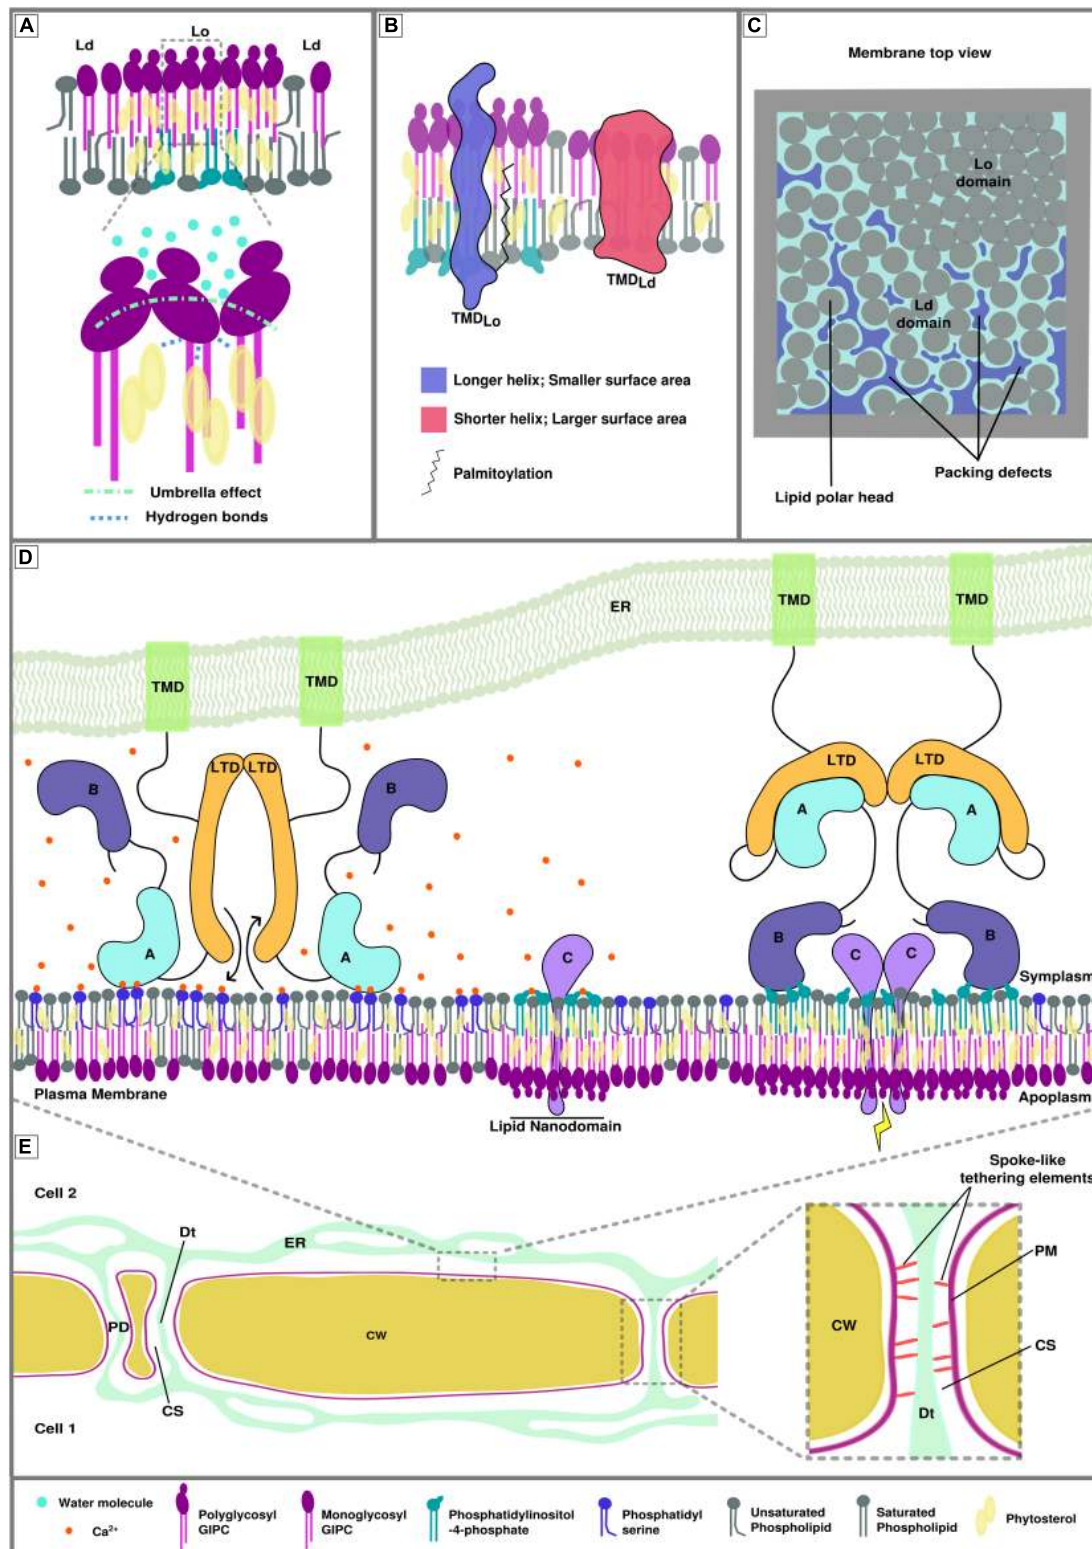 A
Ld
Lo
Ld
Umbrella effect
Hydrogen bonds
B
TMDLo
TMDLd
Longer helix; Smaller surface area
Shorter helix; Larger surface area
Palmitoylation
C
Membrane top view
Lo
domain
Ld
domain
Packing defects
Lipid polar head
D
ER
TMD
TMD
TMD
TMD
LTD
LTD
LTD
LTD
B
B
A
A
A
A
B
B
C
C
C
Symplasm
Plasma Membrane
Lipid Nanodomain
Apoplasm
E
Cell 2
Dt
ER
PD
CW
CS
Cell 1
Spoke-like
tethering elements
PM
CW
CS
Dt
Water molecule
Ca2+
Polyglycosyl
GIPC
Monoglycosyl
GIPC
Phosphatidylinositol
-4-phosphate
Phosphatidyl
serine
Unsaturated
Phospholipid
Saturated
Phospholipid
Phytosterol